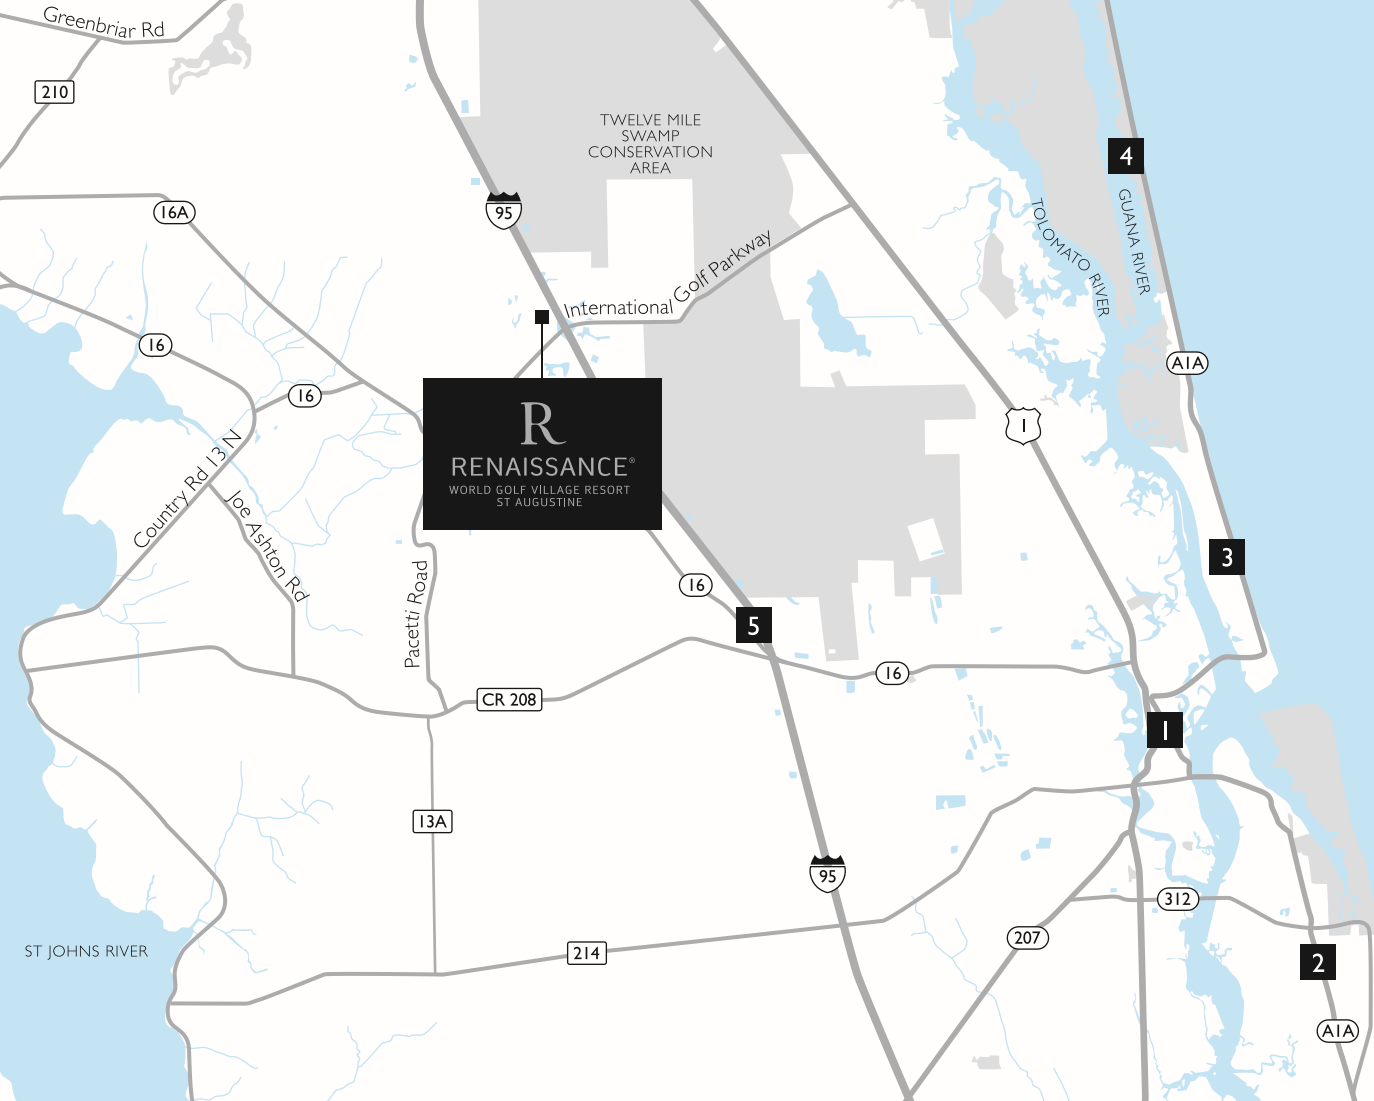 Greenbriar Rd
210
TWELVE MILE
SWAMP
CONSERVATION
AREA
4
16A
95
GUANA RIVER
TOLOMATO RIVER
International Golf Parkway
16
A1A
16
1
Country Rd 13 N
R
RENAISSANCE®
WORLD GOLF VILLAGE RESORT
ST AUGUSTINE
Joe Ashton Rd
3
Pacetti Road
16
5
16
CR 208
1
13A
95
312
207
214
ST JOHNS RIVER
2
A1A